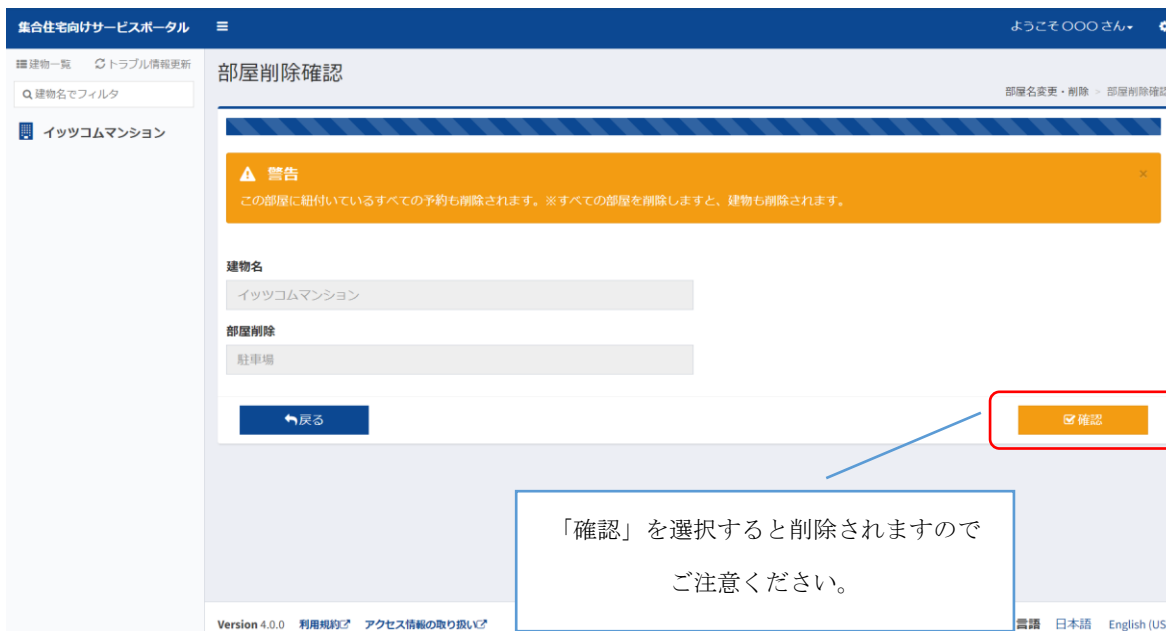 集合住宅向けサービスポータル
ようこそ〇〇〇さん
建物一覧 トラブル情報更新
建物名でフィルタ
イッツコムマンション
部屋削除確認
部屋名変更・削除 > 部屋削除確認
警告 ×
この部屋に紐付いているすべての予約も削除されます。※すべての部屋を削除しますと、建物も削除されます。
建物名
イッツコムマンション
部屋削除
駐車場
戻る
確認
「確認」を選択すると削除されますので
ご注意ください。
Version 4.0.0 利用規約 アクセス情報の取り扱い
言語 日本語 English (US